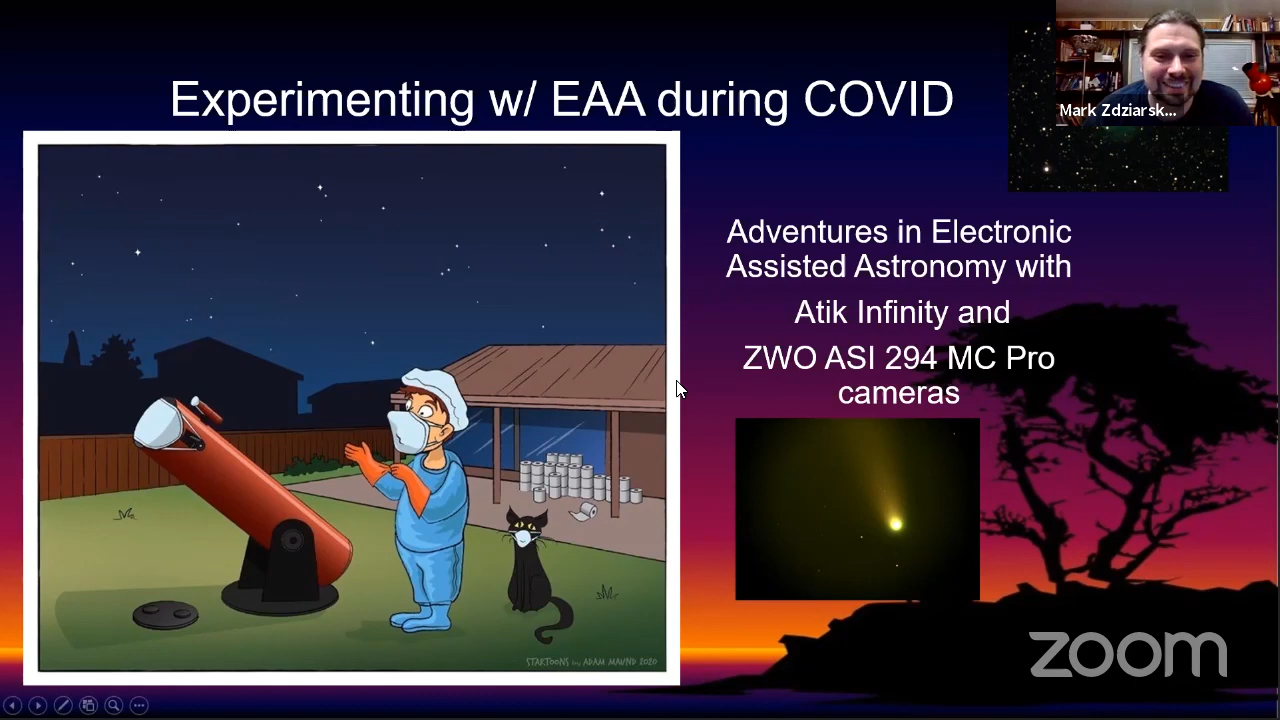 Experimenting w/ EAA during COVID
Mark Zdziarsk...
Adventures in Electronic
Assisted Astronomy with
Atik Infinity and
ZWO ASI 294 MC Pro
cameras
STARTOONS by ADAM MAUND 2020
zoom